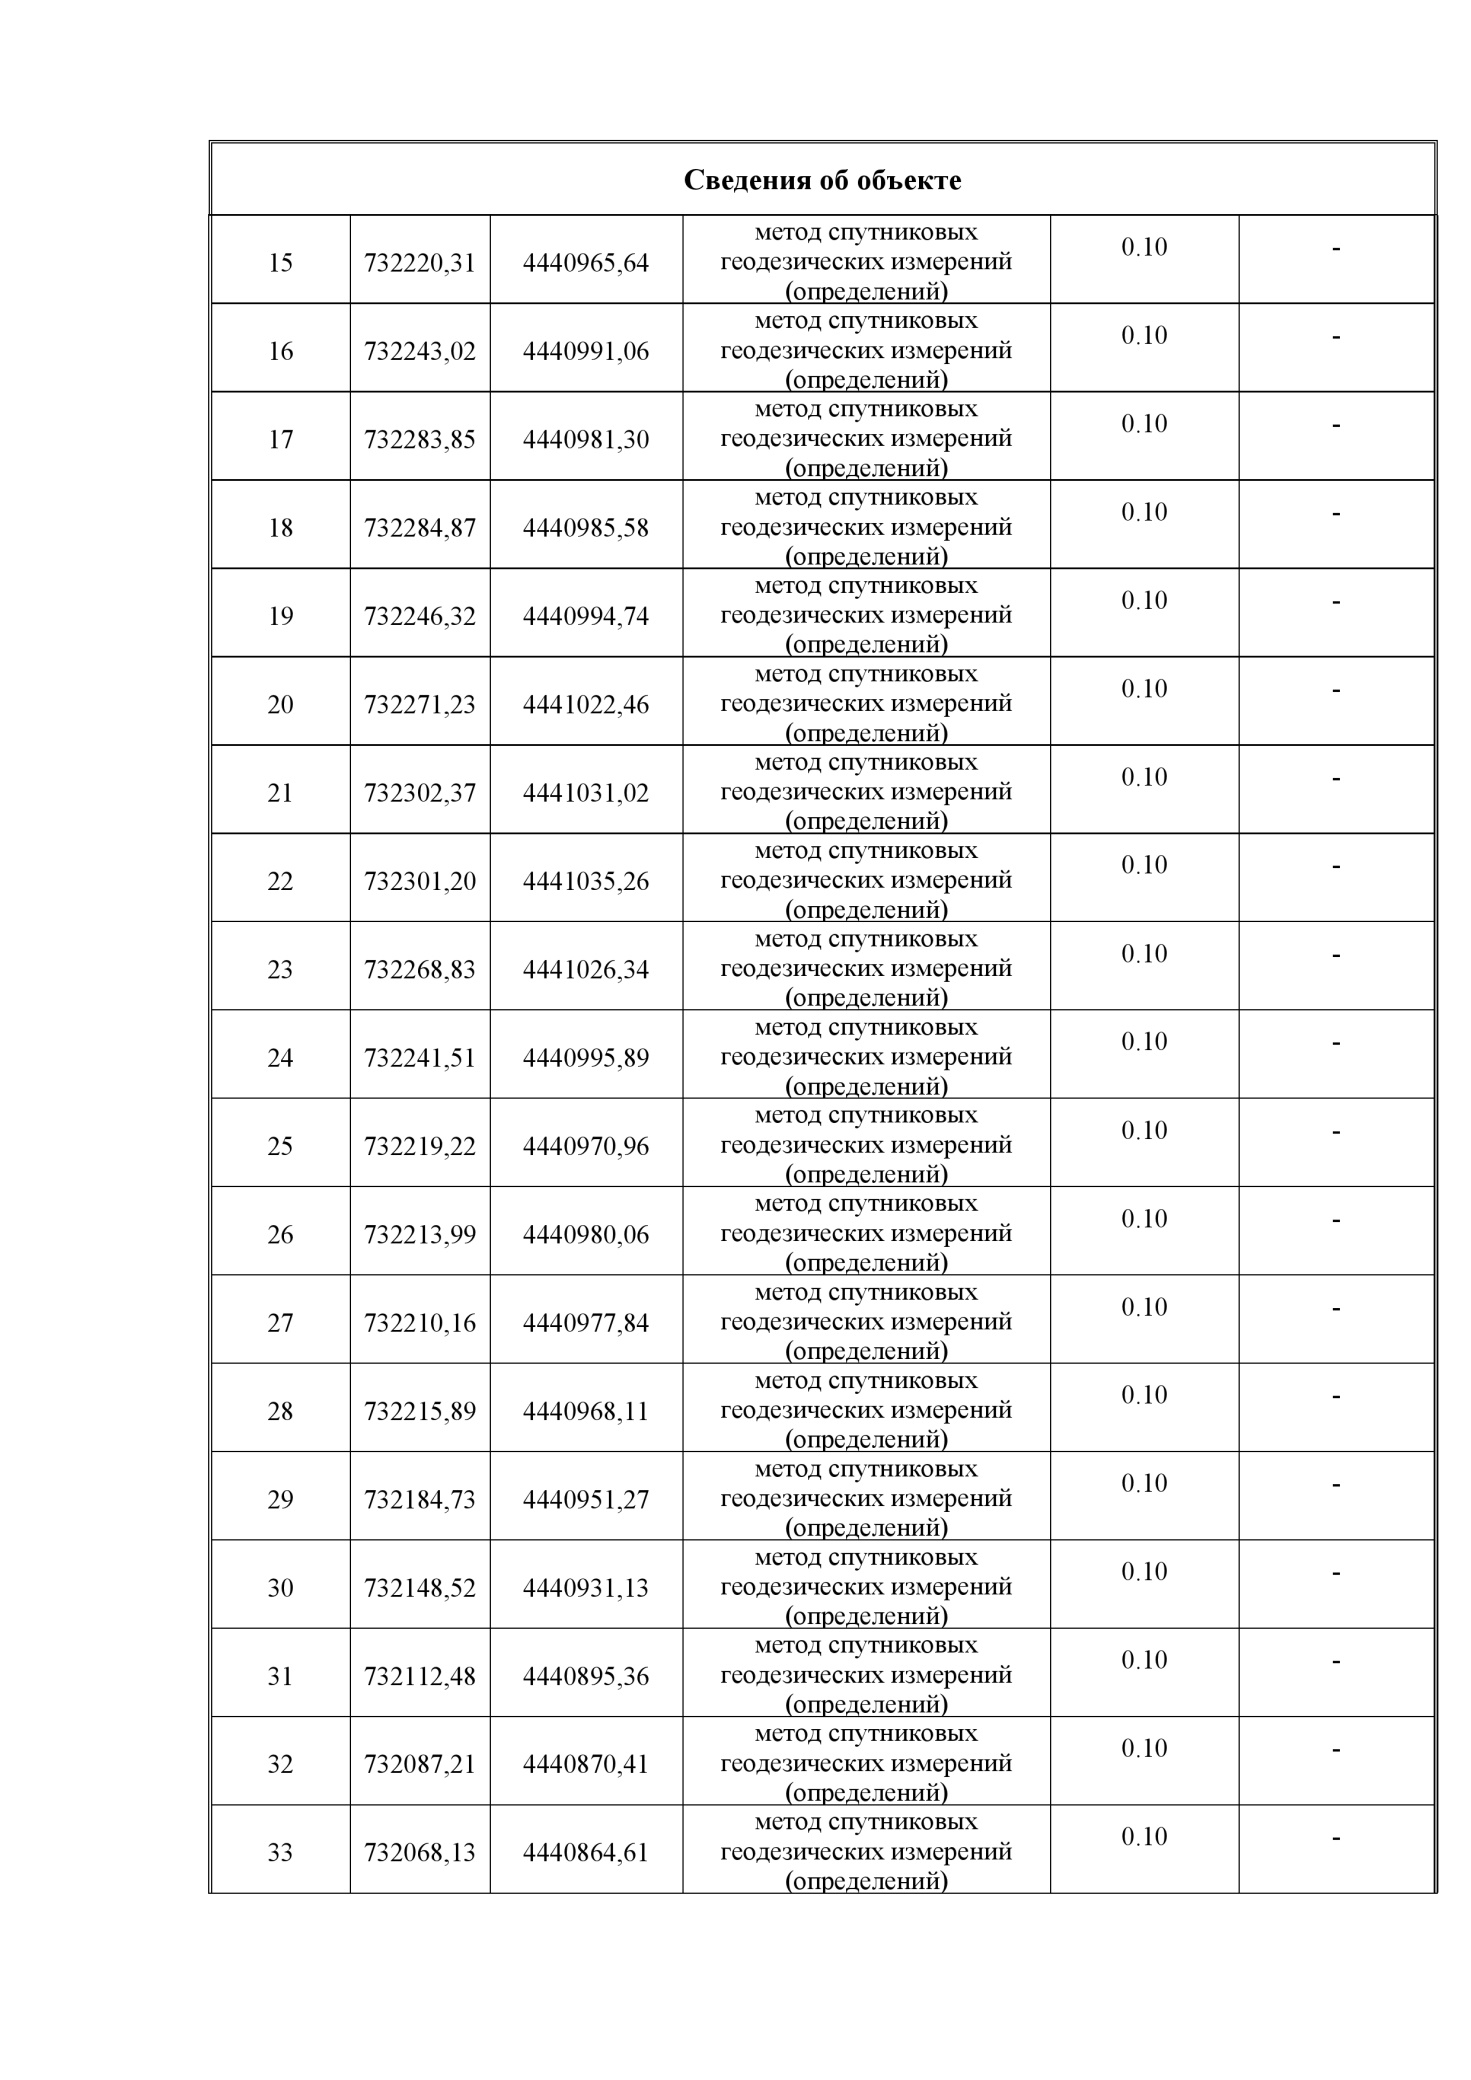 Сведения об объекте
15 732220,31 4440965,64 метод спутниковых геодезических измерений (определений) 0.10 -
16 732243,02 4440991,06 метод спутниковых геодезических измерений (определений) 0.10 -
17 732283,85 4440981,30 метод спутниковых геодезических измерений (определений) 0.10 -
18 732284,87 4440985,58 метод спутниковых геодезических измерений (определений) 0.10 -
19 732246,32 4440994,74 метод спутниковых геодезических измерений (определений) 0.10 -
20 732271,23 4441022,46 метод спутниковых геодезических измерений (определений) 0.10 -
21 732302,37 4441031,02 метод спутниковых геодезических измерений (определений) 0.10 -
22 732301,20 4441035,26 метод спутниковых геодезических измерений (определений) 0.10 -
23 732268,83 4441026,34 метод спутниковых геодезических измерений (определений) 0.10 -
24 732241,51 4440995,89 метод спутниковых геодезических измерений (определений) 0.10 -
25 732219,22 4440970,96 метод спутниковых геодезических измерений (определений) 0.10 -
26 732213,99 4440980,06 метод спутниковых геодезических измерений (определений) 0.10 -
27 732210,16 4440977,84 метод спутниковых геодезических измерений (определений) 0.10 -
28 732215,89 4440968,11 метод спутниковых геодезических измерений (определений) 0.10 -
29 732184,73 4440951,27 метод спутниковых геодезических измерений (определений) 0.10 -
30 732148,52 4440931,13 метод спутниковых геодезических измерений (определений) 0.10 -
31 732112,48 4440895,36 метод спутниковых геодезических измерений (определений) 0.10 -
32 732087,21 4440870,41 метод спутниковых геодезических измерений (определений) 0.10 -
33 732068,13 4440864,61 метод спутниковых геодезических измерений (определений) 0.10 -